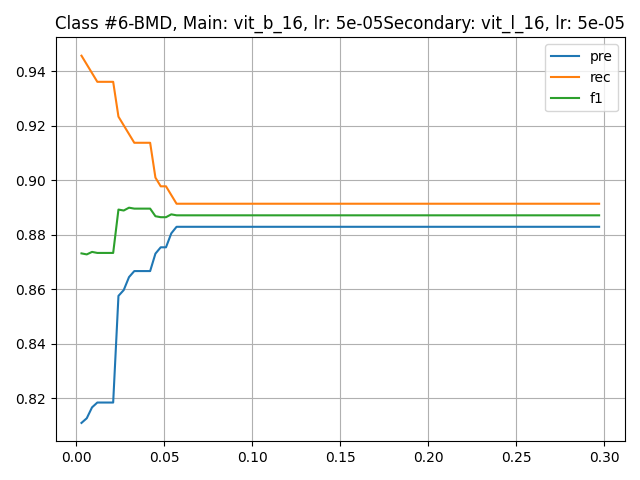 Class #6-BMD, Main: vit_b_16, lr: 5e-05Secondary: vit_l_16, lr: 5e-05
pre
rec
f1
0.94
0.92
0.90
0.88
0.86
0.84
0.82
0.00 0.05 0.10 0.15 0.20 0.25 0.30